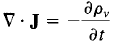 ∇ · J = − ∂ρᵥ / ∂t